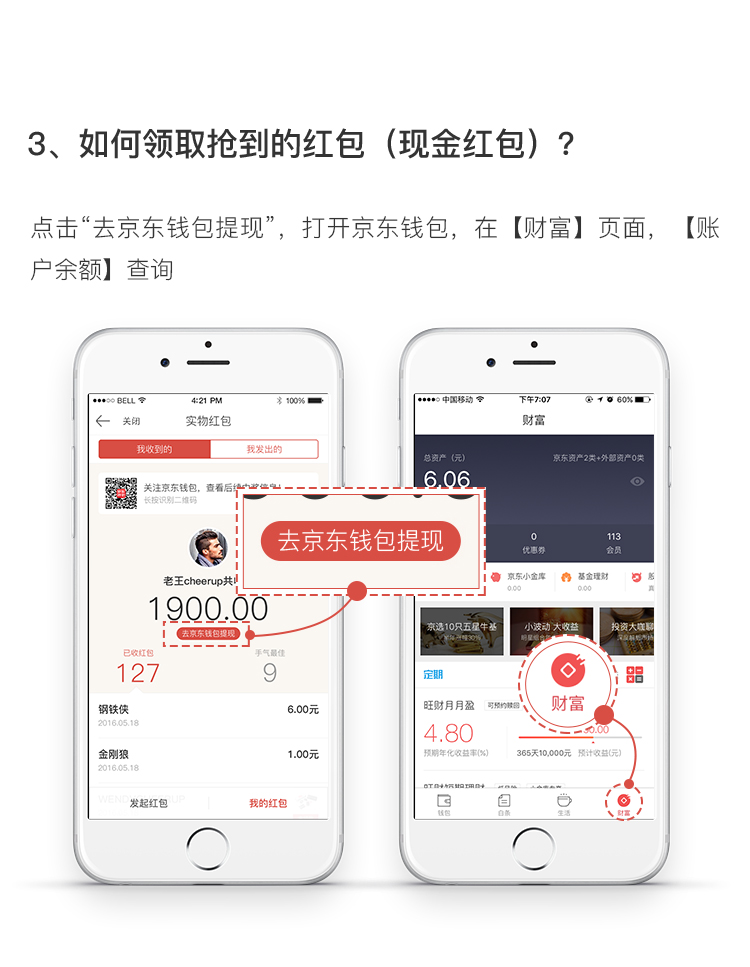 3、如何领取抢到的红包（现金红包）?
点击“去京东钱包提现”，打开京东钱包，在【财富】页面，【账
户余额】查询
●●●○○ BELL
4:21 PM
100%
关闭
实物红包
我收到的
我发出的
关注京东钱包，查看后续
长按识别二维码
老王cheerup共
1900.00
去京东钱包提现
已收红包
手气最佳
127
9
钢铁侠
6.00元
2016.05.18
金刚狼
1.00元
2016.05.18
发起红包
我的红包
去京东钱包提现
●●●●○ 中国移动
下午7:07
60%
财富
总资产（元）
京东资产2类+外部资产0类
6.06
0
113
优惠券
会员
京东小金库
基金理财
0.00
0.00
京选10只五星牛基
小波动 大收益
投资大咖聊
定期
财富
旺财月月盈
可预约赎回
4.80
预期年化收益率(%)
365天10,000元
预计收益(元)
钱包
白条
生活
财富